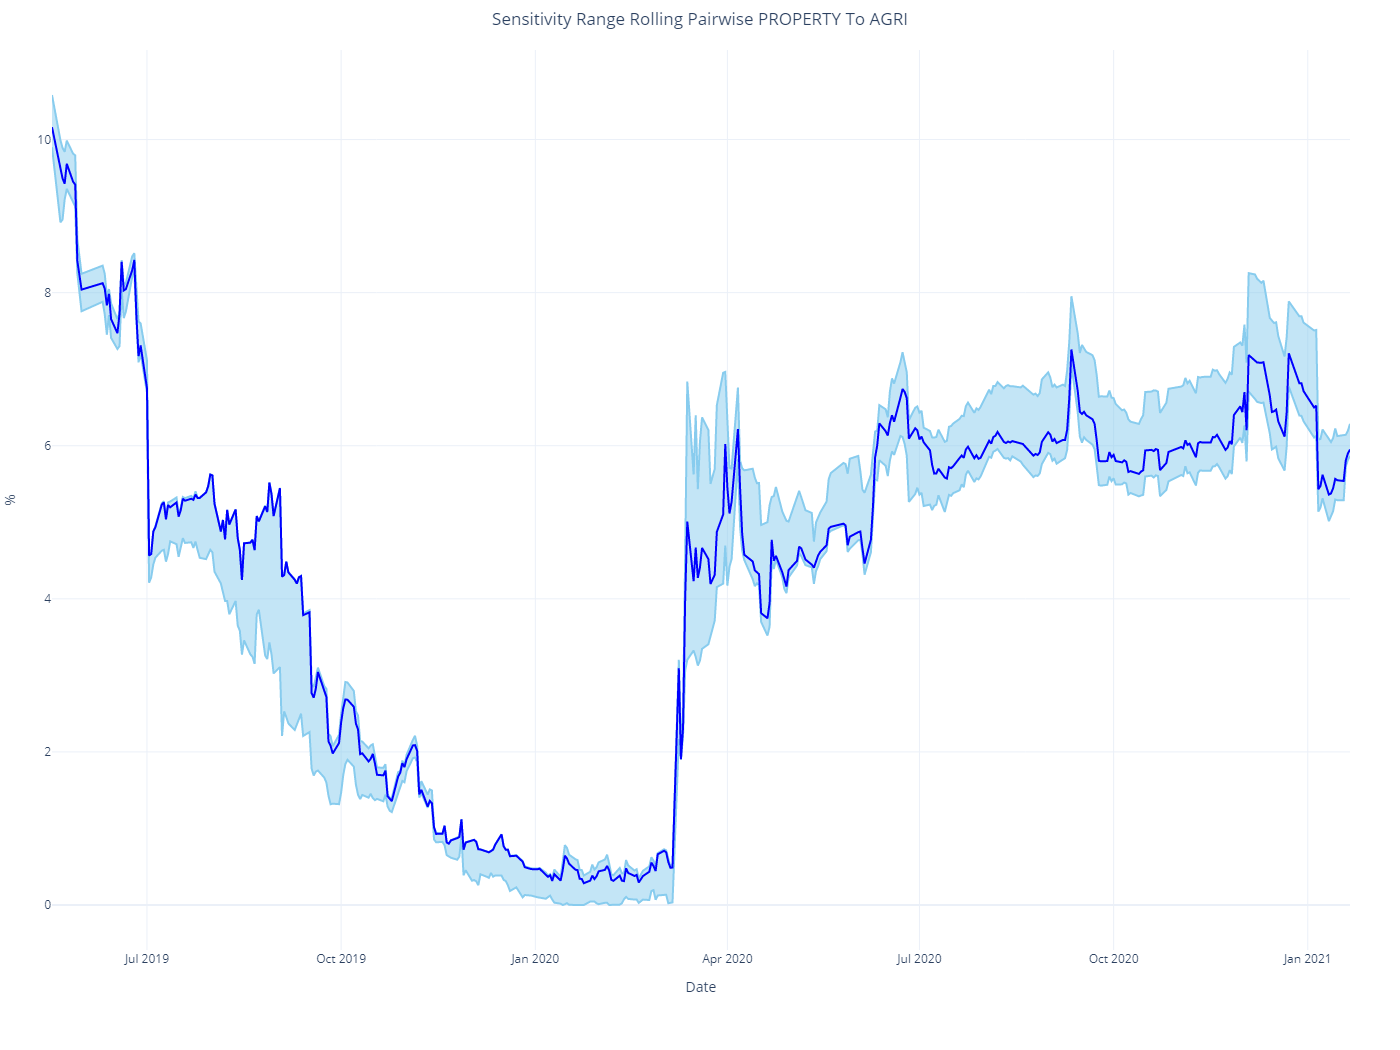 Sensitivity Range Rolling Pairwise PROPERTY To AGRI
10
8
6
4
2
0
%
Jul 2019
Oct 2019
Jan 2020
Apr 2020
Jul 2020
Oct 2020
Jan 2021
Date